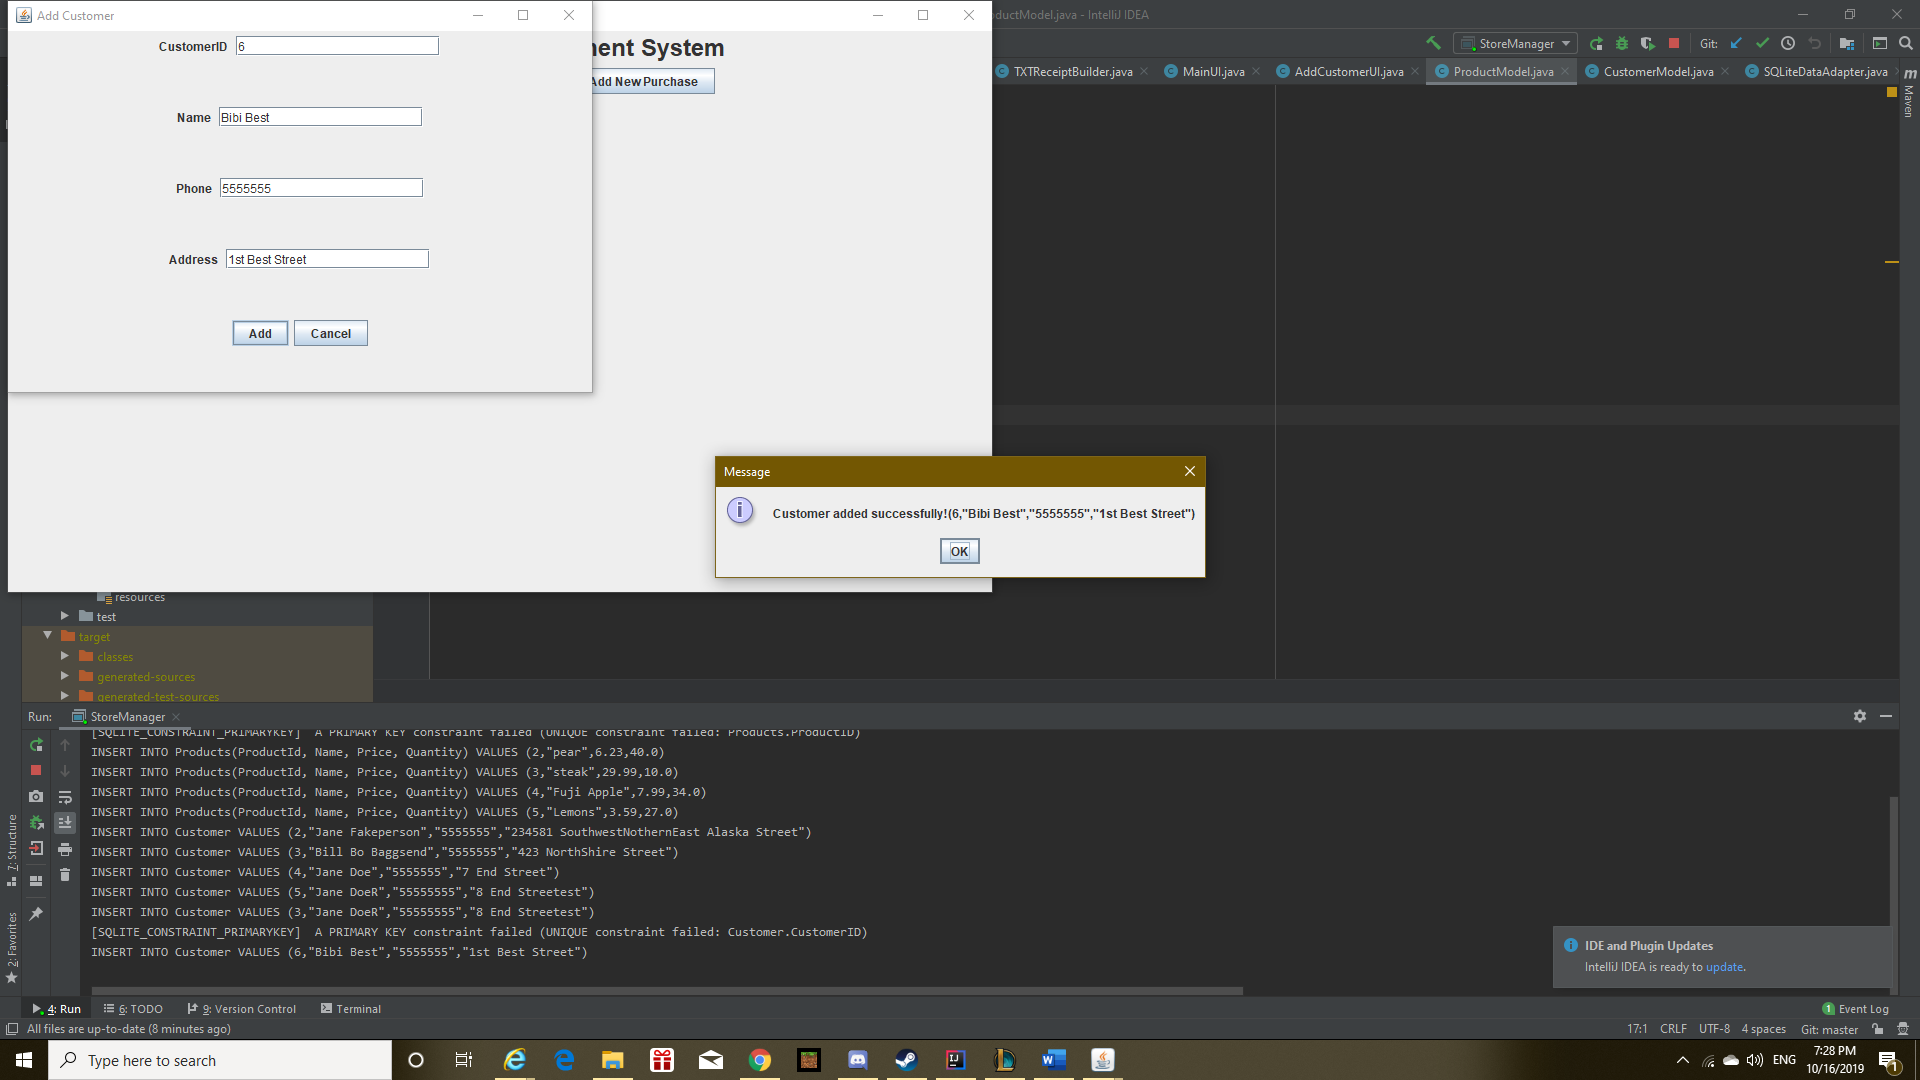 Add Customer
ductModel.java - IntelliJ IDEA
CustomerID 6
ent System
StoreManager
Git:
Add New Purchase
TXTReceiptBuilder.java
MainUI.java
AddCustomerUI.java
ProductModel.java
CustomerModel.java
SQLiteDataAdapter.java
m
Maven
Name Bibi Best
Phone 5555555
Address 1st Best Street
Add
Cancel
Message
Customer added successfully!(6,"Bibi Best","5555555","1st Best Street")
OK
resources
test
target
classes
generated-sources
generated-test-sources
Run: StoreManager
[SQLITE_CONSTRAINT_PRIMARYKEY]  A PRIMARY KEY constraint failed (UNIQUE constraint failed: Products.ProductID)
INSERT INTO Products(ProductId, Name, Price, Quantity) VALUES (2,"pear",6.23,40.0)
INSERT INTO Products(ProductId, Name, Price, Quantity) VALUES (3,"steak",29.99,10.0)
INSERT INTO Products(ProductId, Name, Price, Quantity) VALUES (4,"Fuji Apple",7.99,34.0)
INSERT INTO Products(ProductId, Name, Price, Quantity) VALUES (5,"Lemons",3.59,27.0)
INSERT INTO Customer VALUES (2,"Jane Fakeperson","5555555","234581 SouthwestNothernEast Alaska Street")
INSERT INTO Customer VALUES (3,"Bill Bo Baggsend","5555555","423 NorthShire Street")
INSERT INTO Customer VALUES (4,"Jane Doe","5555555","7 End Street")
INSERT INTO Customer VALUES (5,"Jane DoeR","55555555","8 End Streetest")
INSERT INTO Customer VALUES (3,"Jane DoeR","55555555","8 End Streetest")
[SQLITE_CONSTRAINT_PRIMARYKEY]  A PRIMARY KEY constraint failed (UNIQUE constraint failed: Customer.CustomerID)
INSERT INTO Customer VALUES (6,"Bibi Best","5555555","1st Best Street")
7: Structure
2: Favorites
IDE and Plugin Updates
IntelliJ IDEA is ready to update.
4: Run
6: TODO
9: Version Control
Terminal
1 Event Log
All files are up-to-date (8 minutes ago)
17:1 CRLF UTF-8 4 spaces Git: master
Type here to search
ENG
7:28 PM
10/16/2019
1